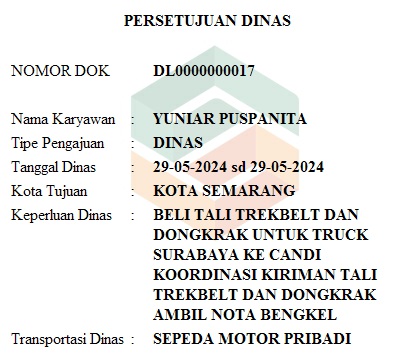 PERSETUJUAN DINAS
NOMOR DOK DL0000000017
Nama Karyawan : YUNIAR PUSPANITA
Tipe Pengajuan : DINAS
Tanggal Dinas : 29-05-2024 sd 29-05-2024
Kota Tujuan : KOTA SEMARANG
Keperluan Dinas : BELI TALI TREKBELT DAN
DONGKRAK UNTUK TRUCK
SURABAYA KE CANDI
KOORDINASI KIRIMAN TALI
TREKBELT DAN DONGKRAK
AMBIL NOTA BENGKEL
Transportasi Dinas : SEPEDA MOTOR PRIBADI